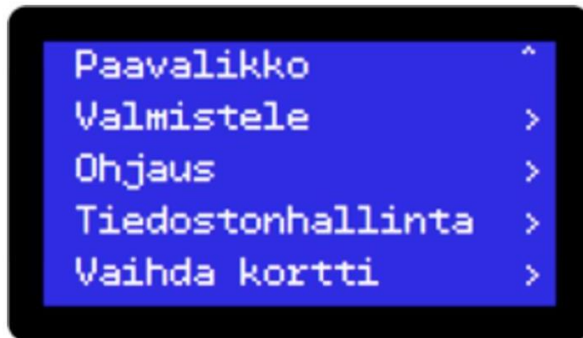 Paavalikko ^
Valmistele >
Ohjaus >
Tiedostonhallinta >
Vaihda kortti >